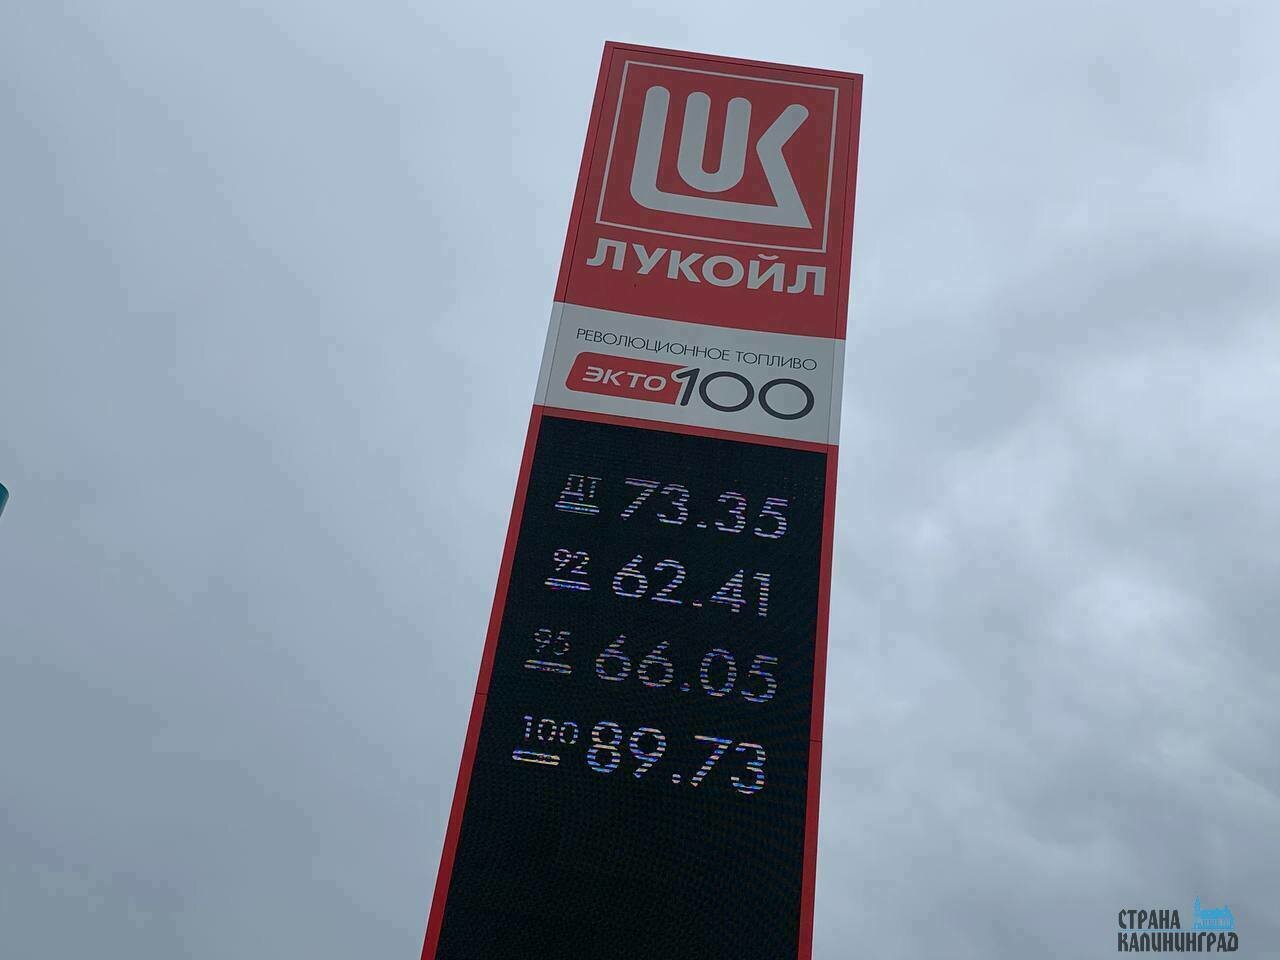 LUK
ЛУКОЙЛ
РЕВОЛЮЦИОННОЕ ТОПЛИВО
ЭКТО 100
ДТ 73.35
92 62.41
95 66.05
100 89.73
СТРАНА
КАЛИНИНГРАД